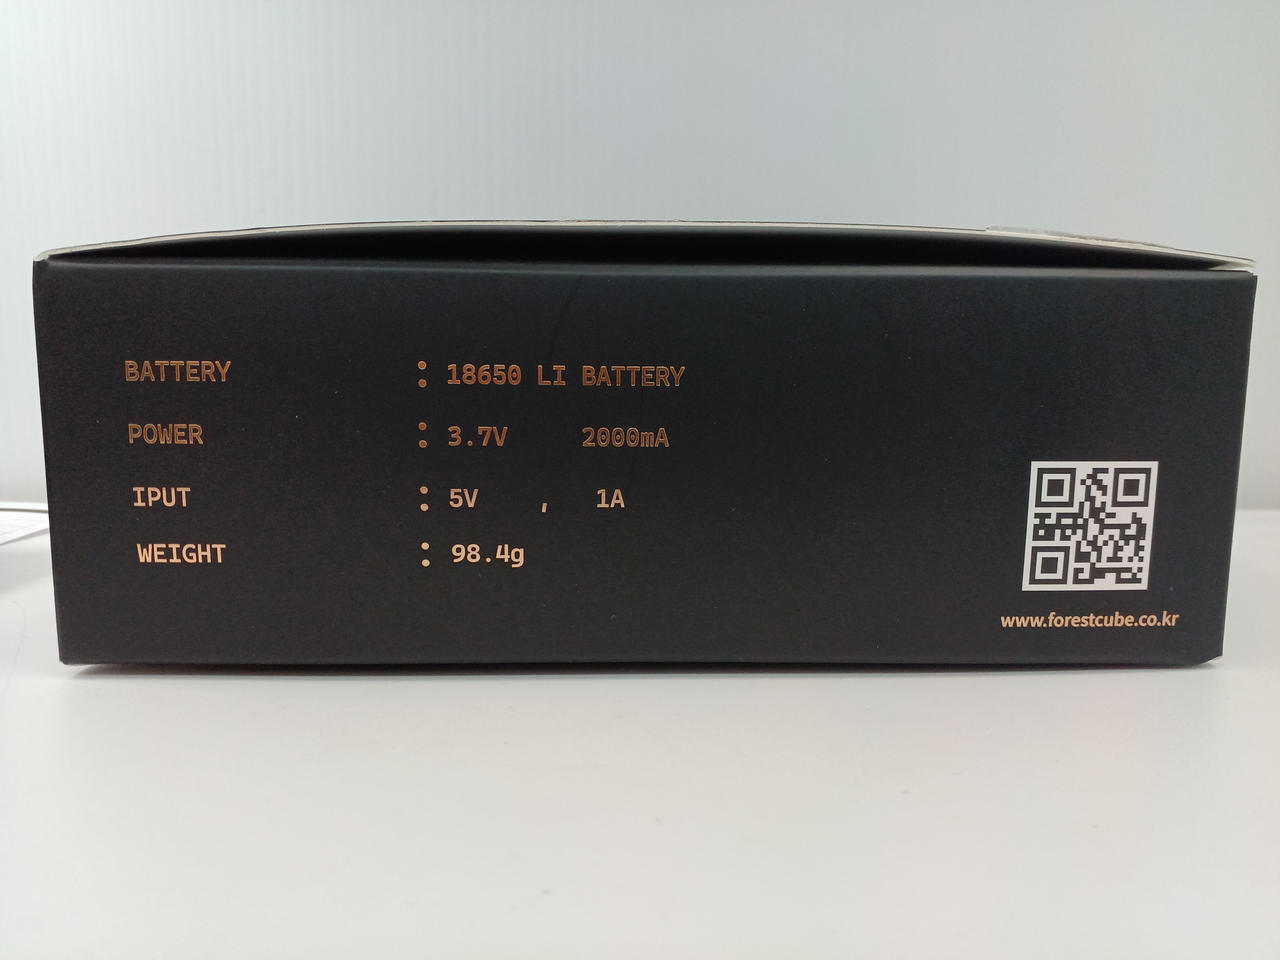 BATTERY : 18650 LI BATTERY
POWER : 3.7V 2000mA
IPUT : 5V , 1A
WEIGHT : 98.4g
www.forestcube.co.kr